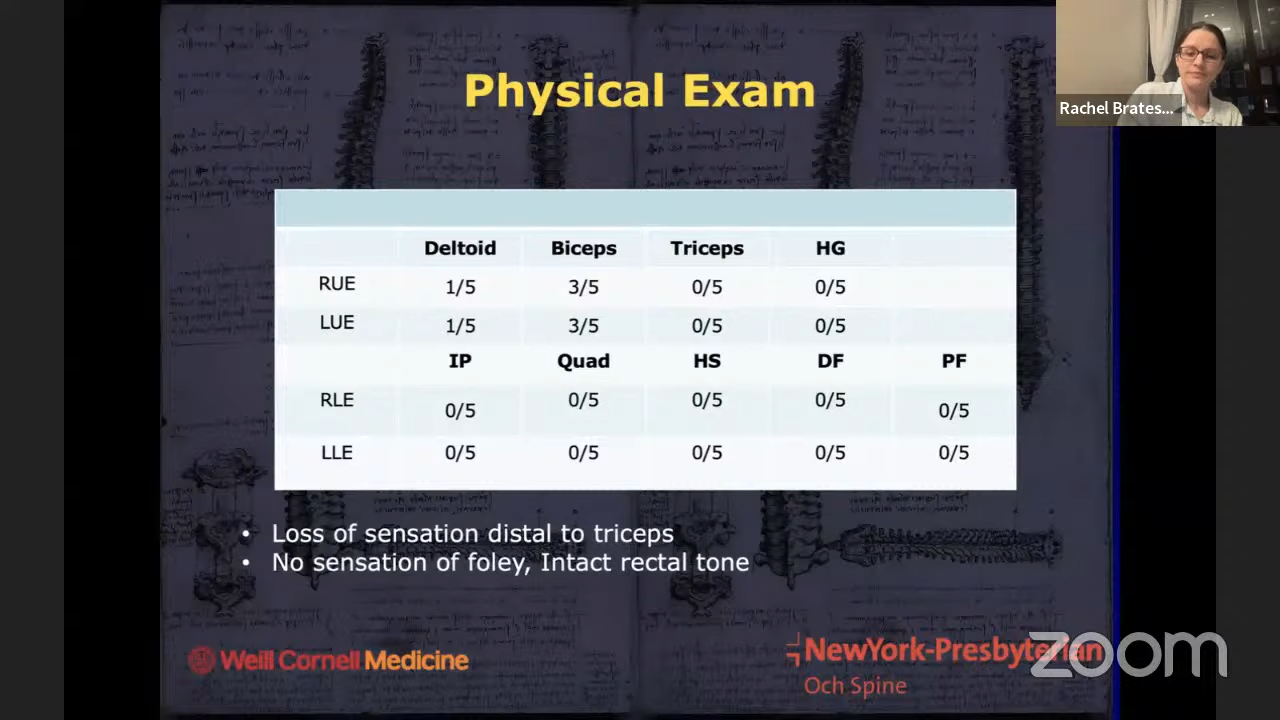 Physical Exam
Rachel Brates...
Deltoid Biceps Triceps HG
RUE 1/5 3/5 0/5 0/5
LUE 1/5 3/5 0/5 0/5
IP Quad HS DF PF
RLE 0/5 0/5 0/5 0/5 0/5
LLE 0/5 0/5 0/5 0/5 0/5
• Loss of sensation distal to triceps
• No sensation of foley, Intact rectal tone
Weill Cornell Medicine
NewYork-Presbyterian
Och Spine
zoom